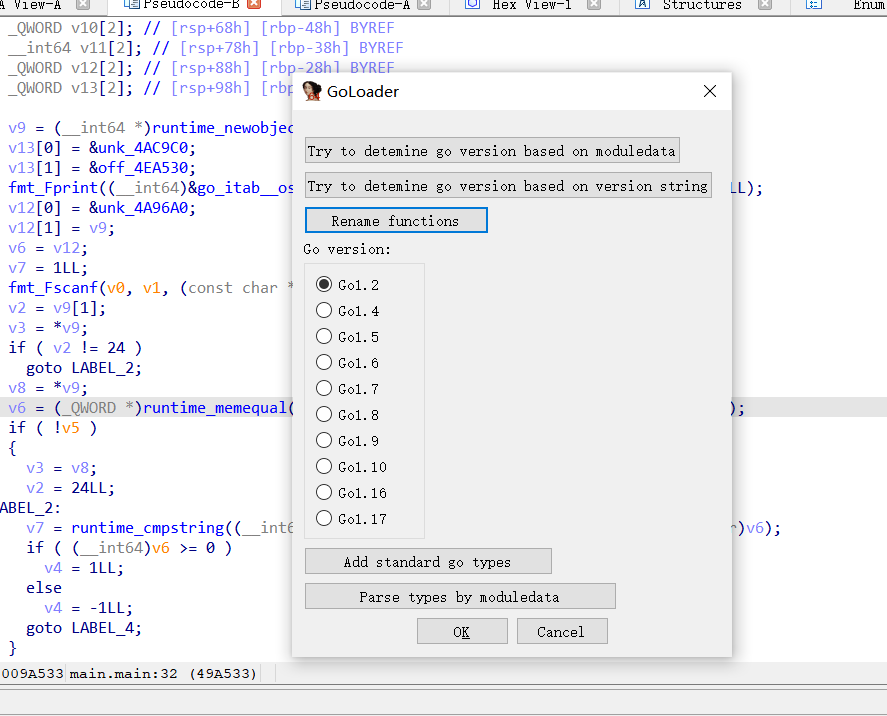 A View-A Pseudocode-B Pseudocode-A Hex View-1 Structures Enum
_QWORD v10[2]; // [rsp+68h] [rbp-48h] BYREF
__int64 v11[2]; // [rsp+78h] [rbp-38h] BYREF
_QWORD v12[2]; // [rsp+88h] [rbp-28h] BYREF
_QWORD v13[2]; // [rsp+98h] [rbp
v9 = (__int64 *)runtime_newobjec
v13[0] = &unk_4AC9C0;
v13[1] = &off_4EA530;
fmt_Fprint((__int64)&go_itab__os LL);
v12[0] = &unk_4A96A0;
v12[1] = v9;
v6 = v12;
v7 = 1LL;
fmt_Fscanf(v0, v1, (const char *
v2 = v9[1];
v3 = *v9;
if ( v2 != 24 )
goto LABEL_2;
v8 = *v9;
v6 = (_QWORD *)runtime_memequal( );
if ( !v5 )
{
v3 = v8;
v2 = 24LL;
ABEL_2:
v7 = runtime_cmpstring((__int6 r)v6);
if ( (__int64)v6 >= 0 )
v4 = 1LL;
else
v4 = -1LL;
goto LABEL_4;
}
009A533 main.main:32 (49A533)
GoLoader
Try to detemine go version based on moduledata
Try to detemine go version based on version string
Rename functions
Go version:
Go1.2
Go1.4
Go1.5
Go1.6
Go1.7
Go1.8
Go1.9
Go1.10
Go1.16
Go1.17
Add standard go types
Parse types by moduledata
OK Cancel